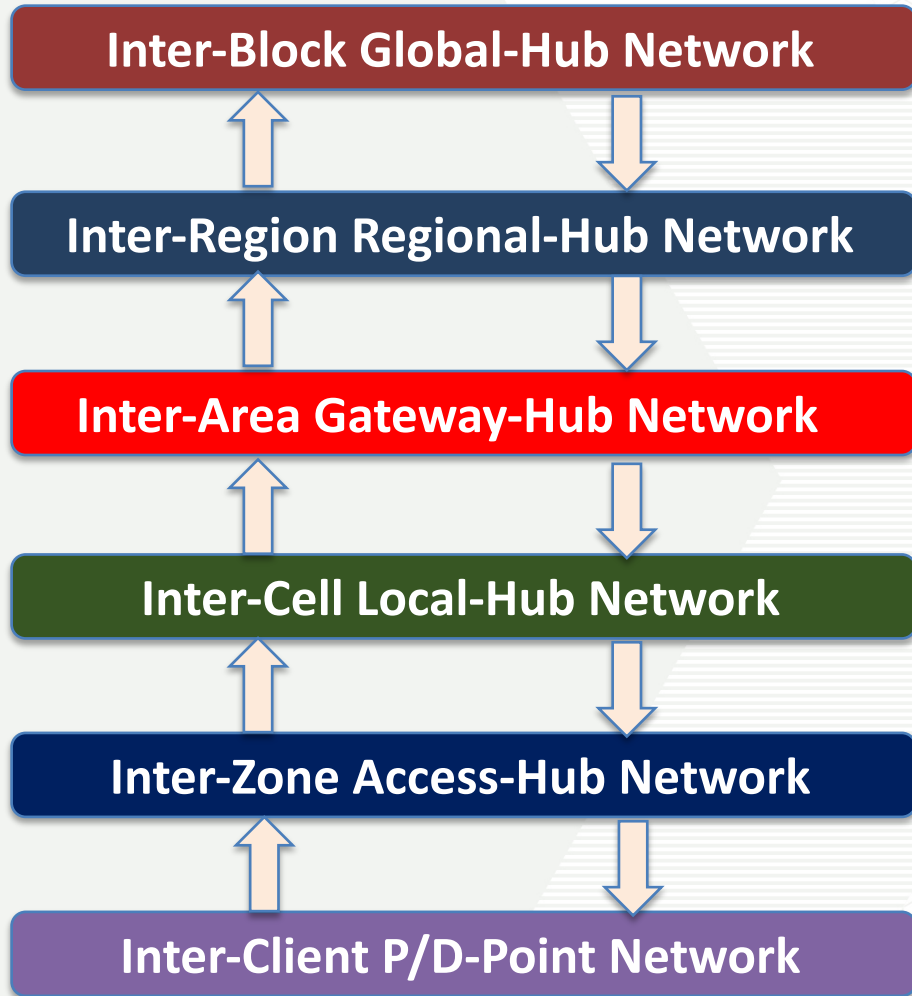 Inter-Block Global-Hub Network
Inter-Region Regional-Hub Network
Inter-Area Gateway-Hub Network
Inter-Cell Local-Hub Network
Inter-Zone Access-Hub Network
Inter-Client P/D-Point Network